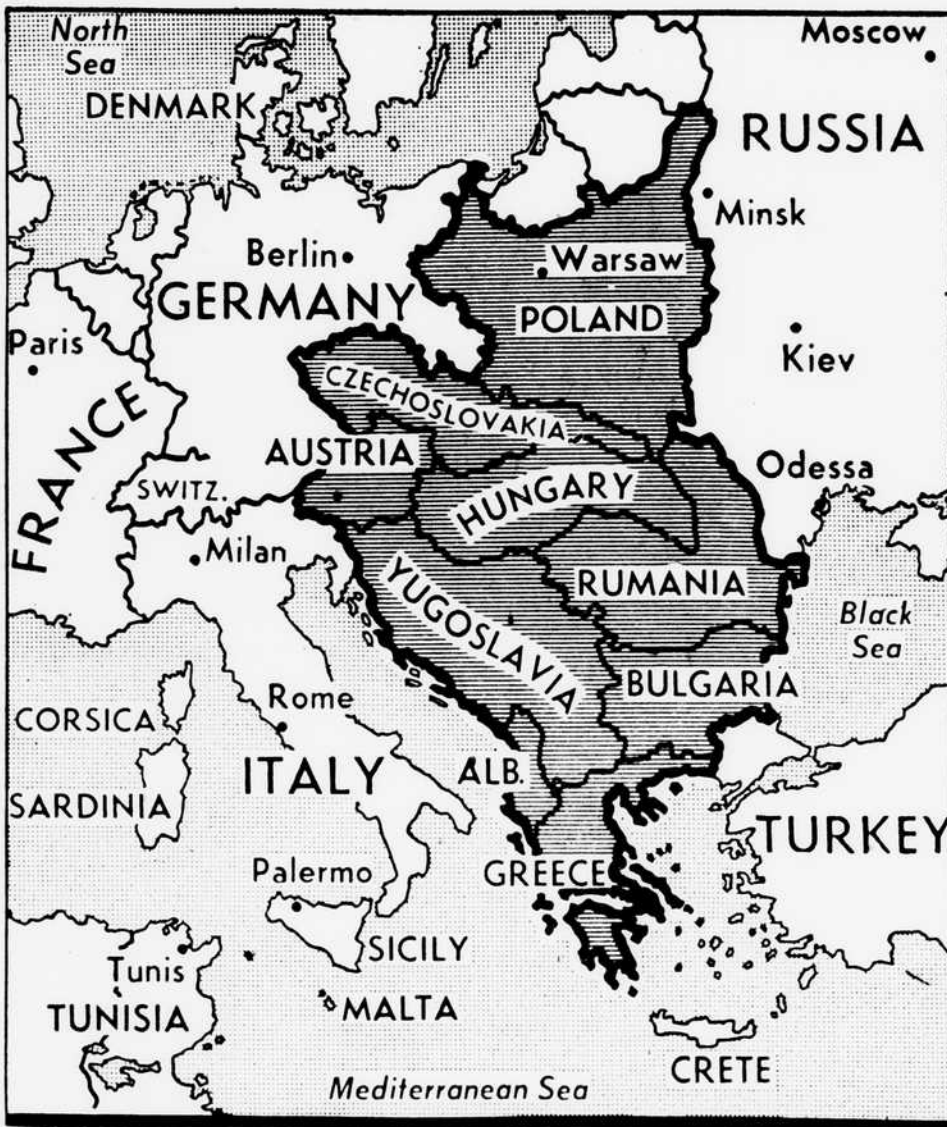 North
Sea
Moscow
DENMARK
RUSSIA
Minsk
Berlin
Warsaw
GERMANY
POLAND
Paris
Kiev
CZECHOSLOVAKIA
FRANCE
AUSTRIA
Odessa
SWITZ.
HUNGARY
Milan
RUMANIA
YUGOSLAVIA
Black
Sea
BULGARIA
Rome
CORSICA
ITALY
ALB.
SARDINIA
TURKEY
Palermo
GREECE
SICILY
Tunis
MALTA
TUNISIA
CRETE
Mediterranean Sea